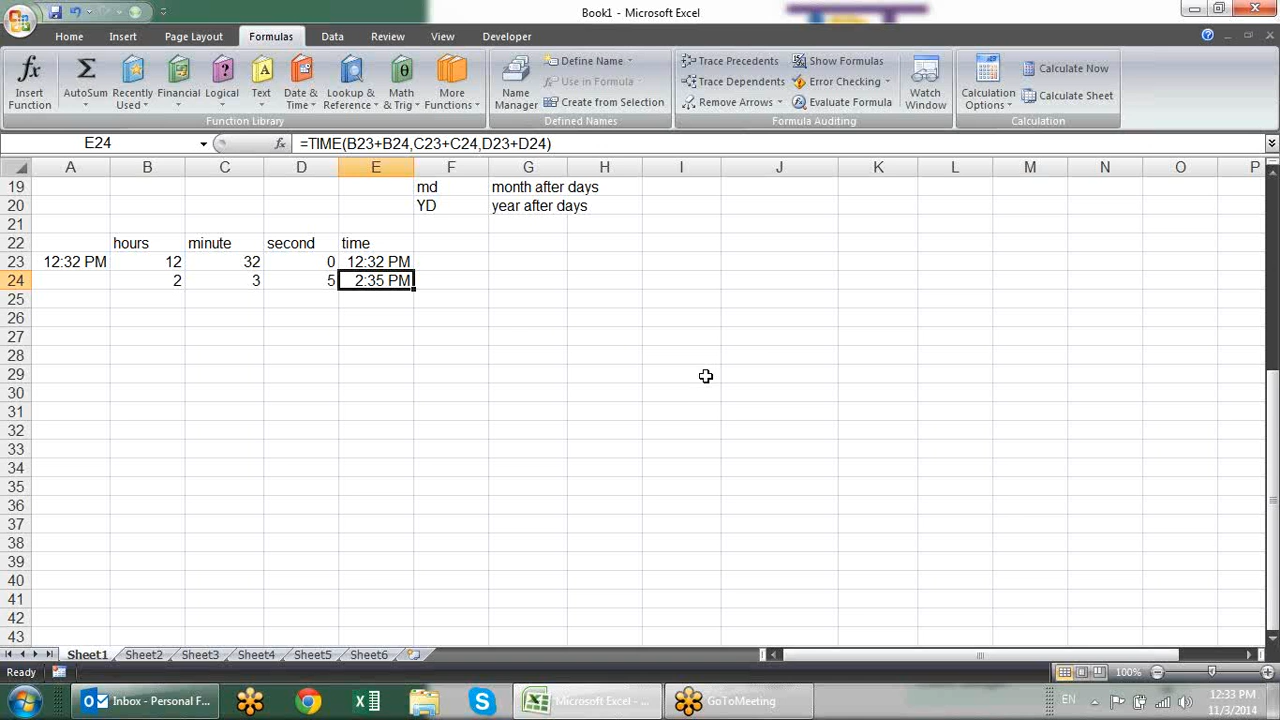 Book1 - Microsoft Excel
Home Insert Page Layout Formulas Data Review View Developer
Insert Function
AutoSum
Recently Used
Financial
Logical
Text
Date & Time
Lookup & Reference
Math & Trig
More Functions
Function Library
Name Manager
Define Name
Use in Formula
Create from Selection
Defined Names
Trace Precedents
Trace Dependents
Remove Arrows
Show Formulas
Error Checking
Evaluate Formula
Formula Auditing
Watch Window
Calculation Options
Calculate Now
Calculate Sheet
Calculation
E24 fx =TIME(B23+B24,C23+C24,D23+D24)
A B C D E F G H I J K L M N O P
19 md month after days
20 YD year after days
21
22 hours minute second time
23 12:32 PM 12 32 0 12:32 PM
24 2 3 5 2:35 PM
25
26
27
28
29
30
31
32
33
34
35
36
37
38
39
40
41
42
43
Sheet1 Sheet2 Sheet3 Sheet4 Sheet5 Sheet6
Ready 100%
Inbox - Personal F... Microsoft Excel - ... GoToMeeting EN 12:33 PM
11/3/2014